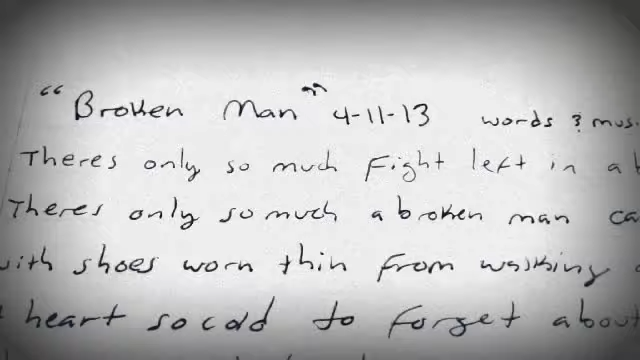 "Broken Man" 4-11-13 words & mus
Theres only so much fight left in a b
Theres only so much a broken man ca
with shoes worn thin from walking
heart so cold to forget about